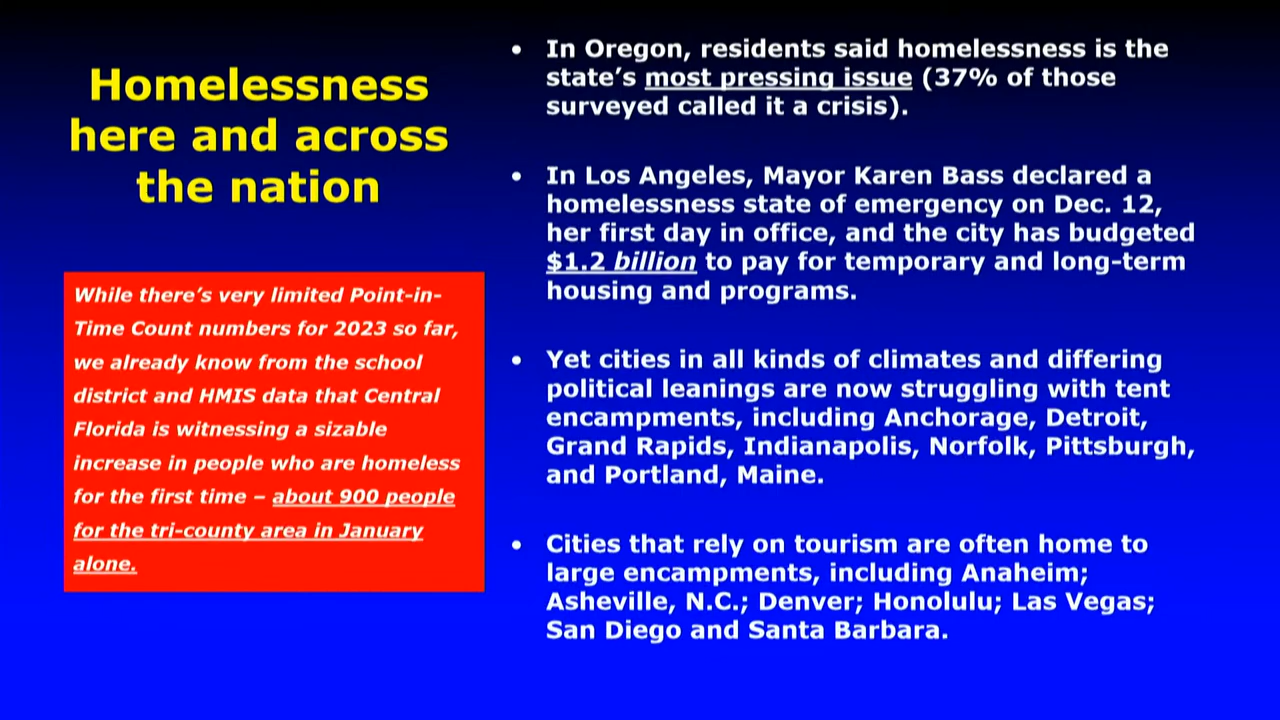 Homelessness
here and across
the nation
While there's very limited Point-in-
Time Count numbers for 2023 so far,
we already know from the school
district and HMIS data that Central
Florida is witnessing a sizable
increase in people who are homeless
for the first time – about 900 people
for the tri-county area in January
alone.
• In Oregon, residents said homelessness is the
state's most pressing issue (37% of those
surveyed called it a crisis).
• In Los Angeles, Mayor Karen Bass declared a
homelessness state of emergency on Dec. 12,
her first day in office, and the city has budgeted
$1.2 billion to pay for temporary and long-term
housing and programs.
• Yet cities in all kinds of climates and differing
political leanings are now struggling with tent
encampments, including Anchorage, Detroit,
Grand Rapids, Indianapolis, Norfolk, Pittsburgh,
and Portland, Maine.
• Cities that rely on tourism are often home to
large encampments, including Anaheim;
Asheville, N.C.; Denver; Honolulu; Las Vegas;
San Diego and Santa Barbara.